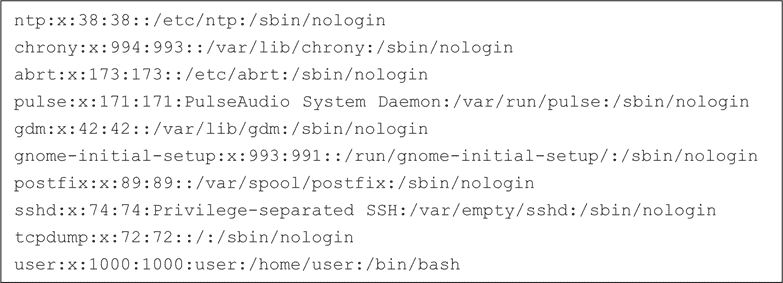 ntp:x:38:38::/etc/ntp:/sbin/nologin
chrony:x:994:993::/var/lib/chrony:/sbin/nologin
abrt:x:173:173::/etc/abrt:/sbin/nologin
pulse:x:171:171:PulseAudio System Daemon:/var/run/pulse:/sbin/nologin
gdm:x:42:42::/var/lib/gdm:/sbin/nologin
gnome-initial-setup:x:993:991::/run/gnome-initial-setup/:/sbin/nologin
postfix:x:89:89::/var/spool/postfix:/sbin/nologin
sshd:x:74:74:Privilege-separated SSH:/var/empty/sshd:/sbin/nologin
tcpdump:x:72:72::/:/sbin/nologin
user:x:1000:1000:user:/home/user:/bin/bash